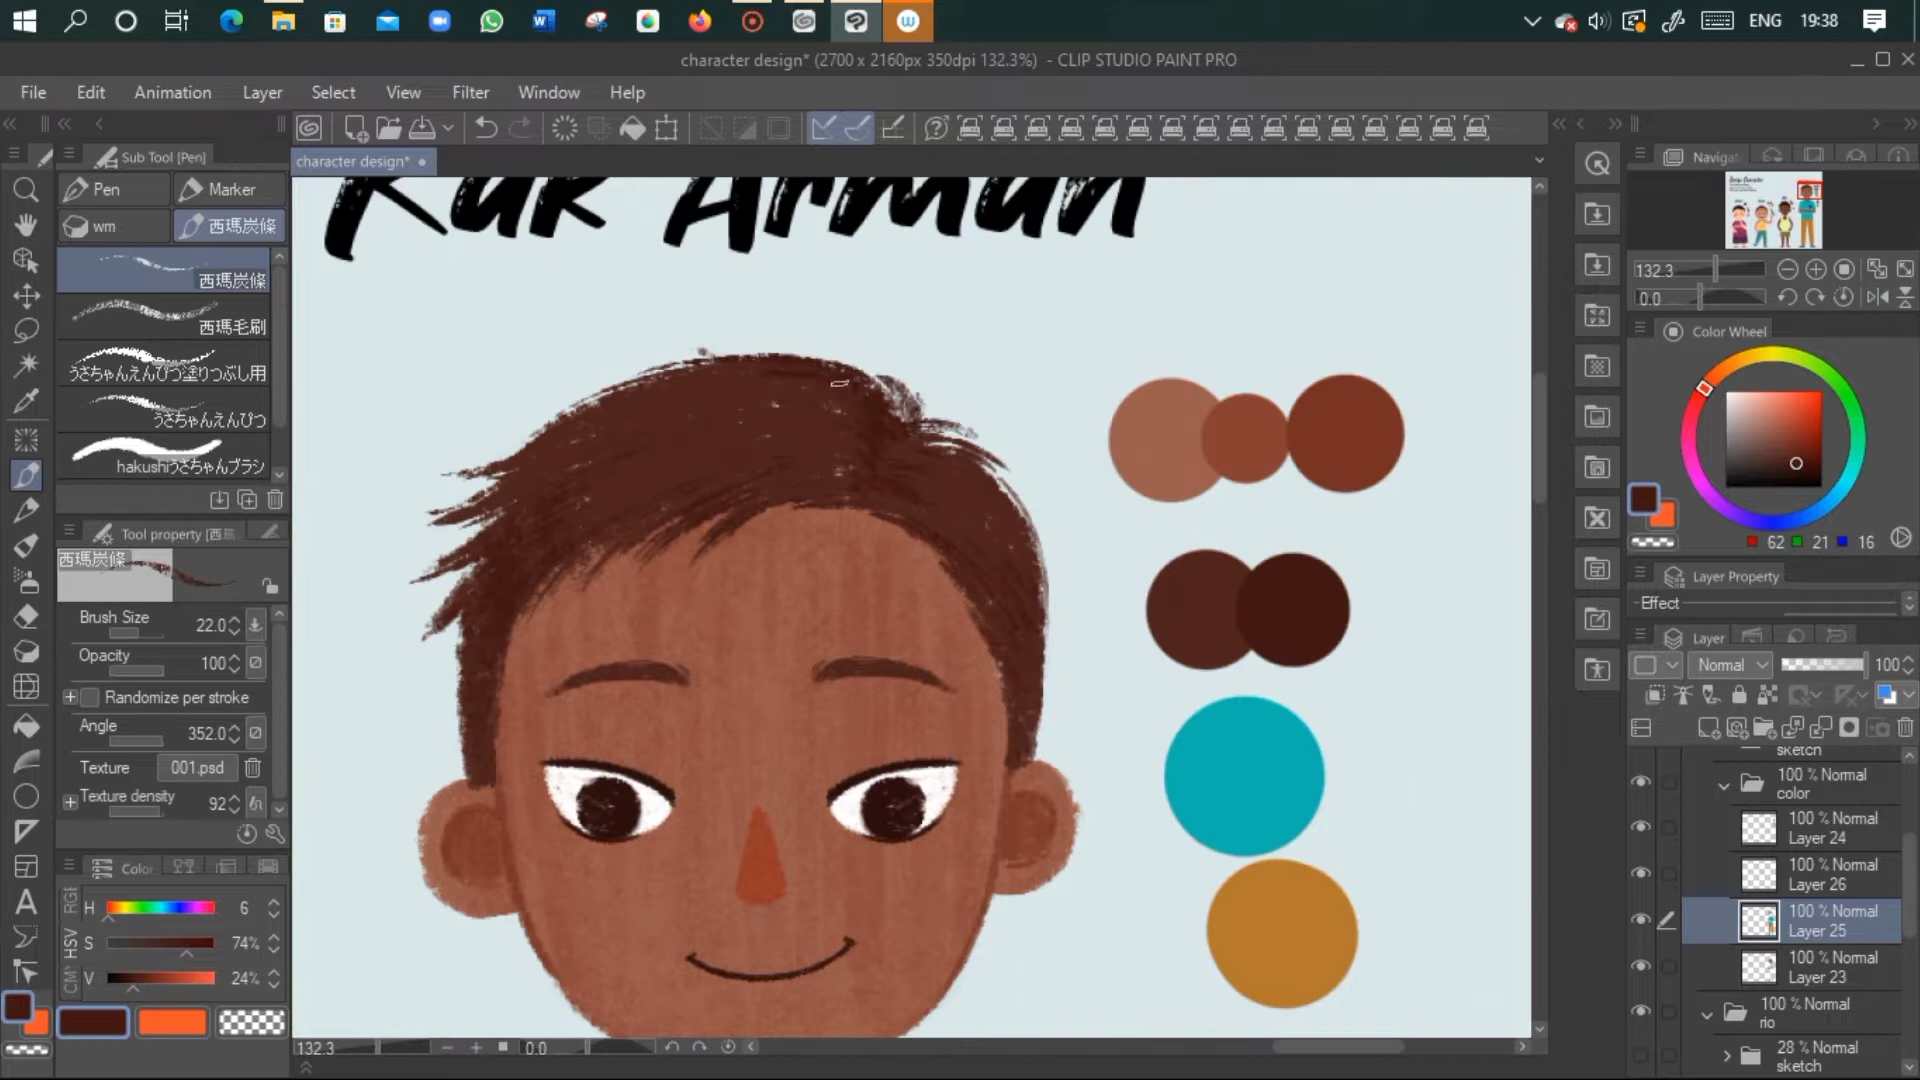 ENG
19:38
character design* (2700 x 2160px 350dpi 132.3%) - CLIP STUDIO PAINT PRO
File Edit Animation Layer Select View Filter Window Help
Sub Tool [Pen]
character design*
Pen
Marker
wm
西瑪炭條
西瑪炭條
西瑪毛刷
うさちゃんえんぴつ塗りつぶし用
うさちゃんえんぴつ
hakushiうさちゃんブラシ
Tool property [西
西瑪炭條
Brush Size 22.0
Opacity 100
Randomize per stroke
Angle 352.0
Texture 001.psd
Texture density 92
Color
RGB
HSV
CM
H 6
S 74%
V 24%
Kak Arman
132.3
0.0
Navigat
132.3
0.0
Color Wheel
62 21 16
Layer Property
Effect
Layer
Normal 100
sketch
100 % Normal
color
100 % Normal
Layer 24
100 % Normal
Layer 26
100 % Normal
Layer 25
100 % Normal
Layer 23
100 % Normal
rio
28 % Normal
sketch